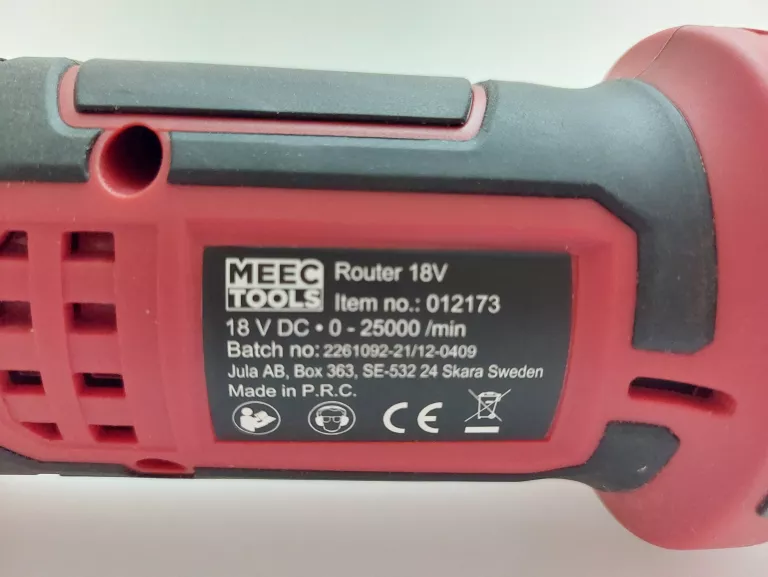 MEEC
TOOLS
Router 18V
Item no.: 012173
18 V DC • 0 - 25000 /min
Batch no: 2261092-21/12-0409
Jula AB, Box 363, SE-532 24 Skara Sweden
Made in P.R.C.
CE